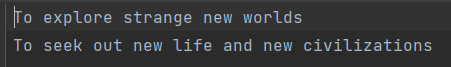 To explore strange new worlds
To seek out new life and new civilizations